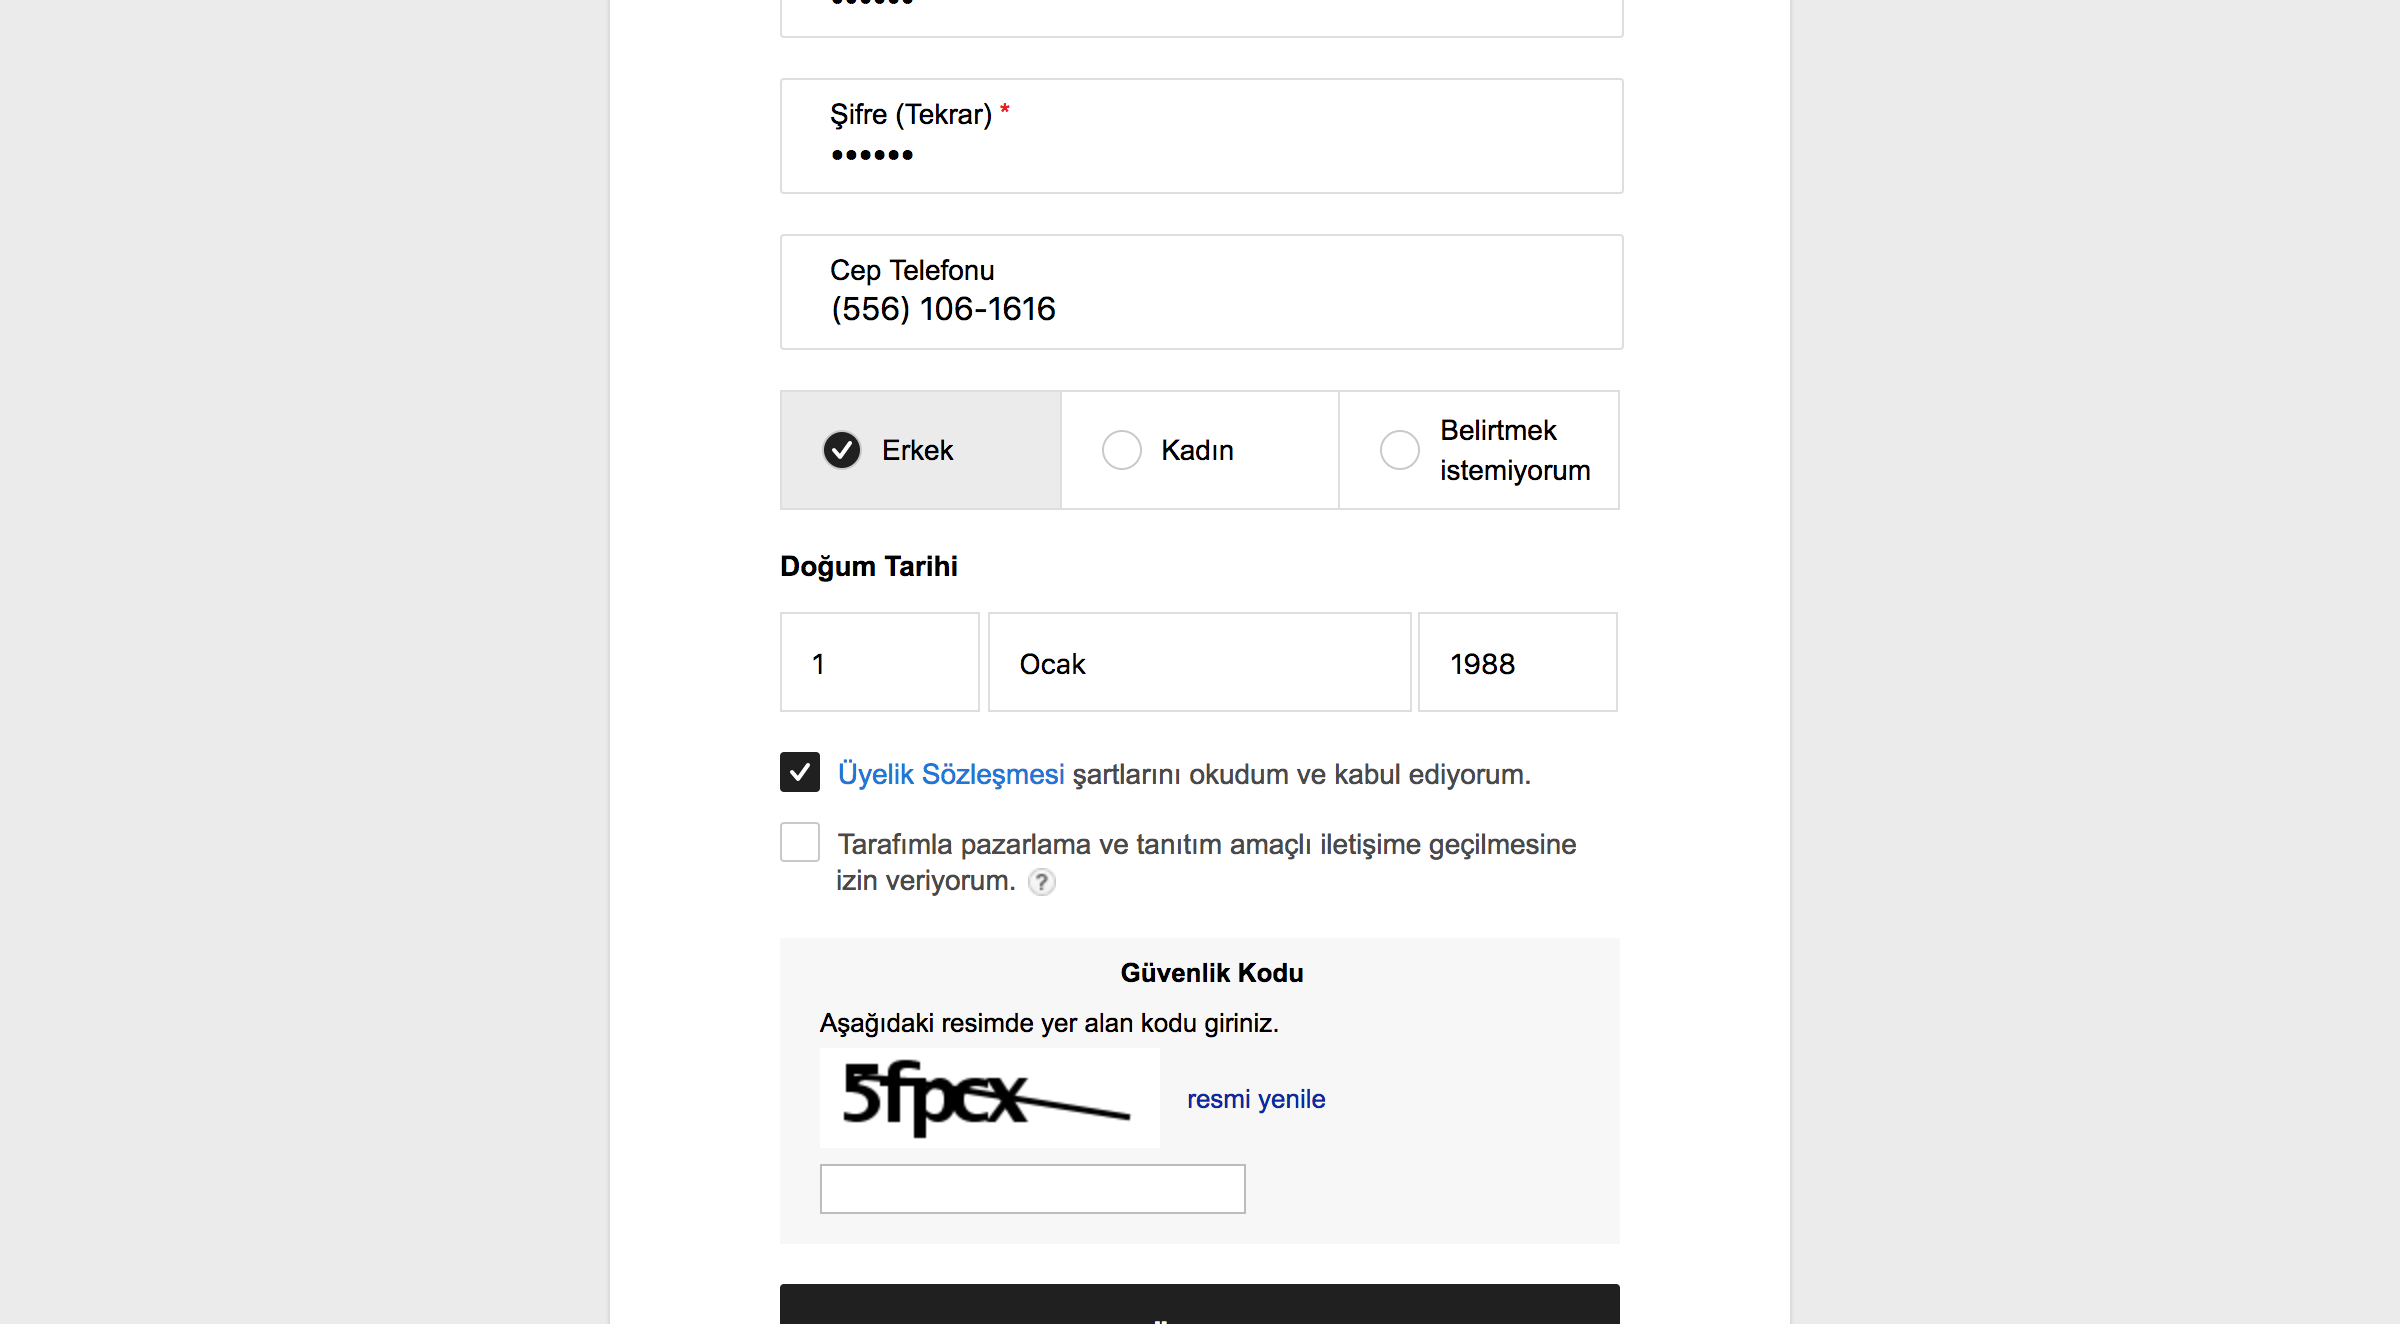 ••••••
Şifre (Tekrar) *
••••••
Cep Telefonu
(556) 106-1616
Erkek
Kadın
Belirtmek
istemiyorum
Doğum Tarihi
1
Ocak
1988
Üyelik Sözleşmesi şartlarını okudum ve kabul ediyorum.
Tarafımla pazarlama ve tanıtım amaçlı iletişime geçilmesine
izin veriyorum. ?
Güvenlik Kodu
Aşağıdaki resimde yer alan kodu giriniz.
5fpcx
resmi yenile